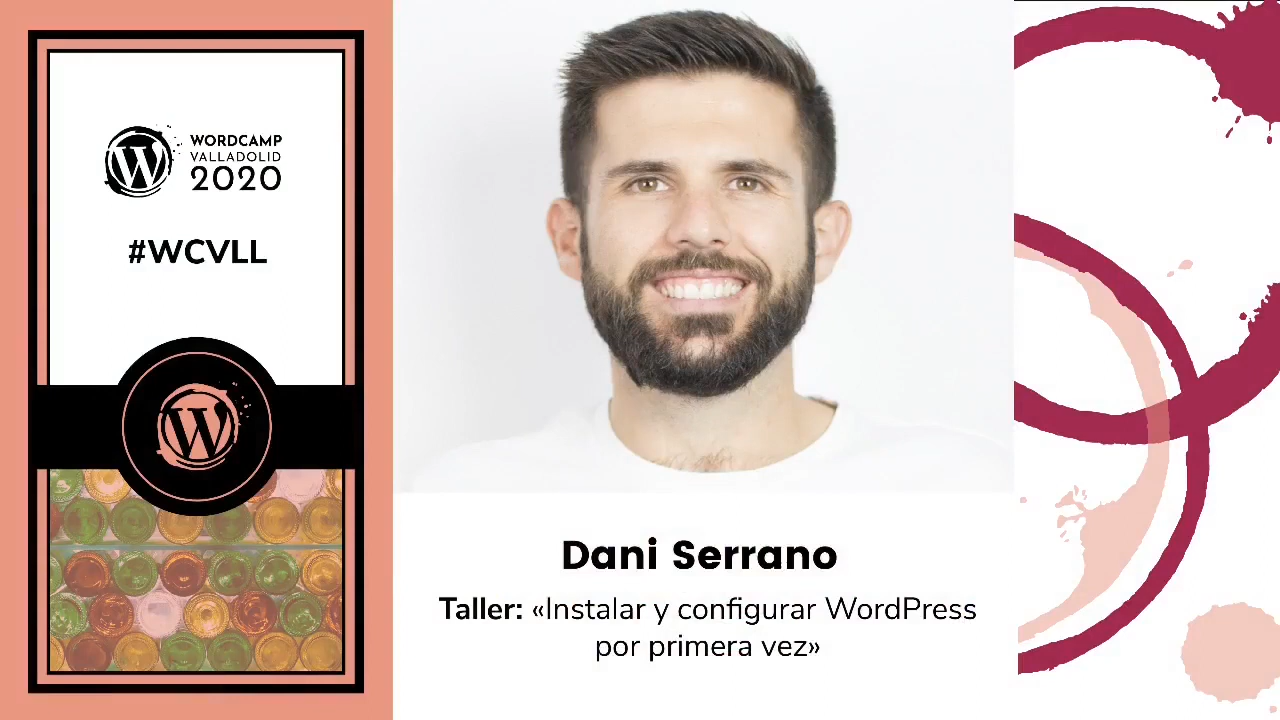 WORDCAMP
VALLADOLID
2020
#WCVLL
Dani Serrano
Taller: «Instalar y configurar WordPress
por primera vez»